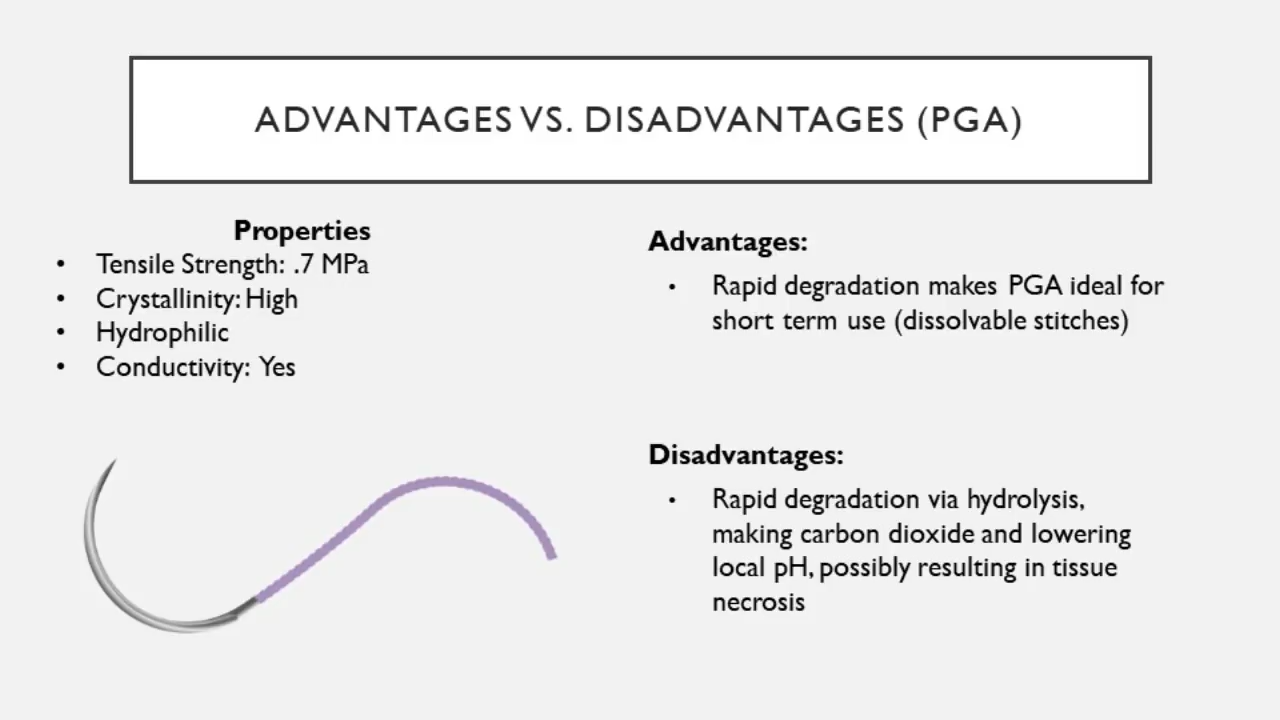 ADVANTAGES VS. DISADVANTAGES (PGA)
Properties
• Tensile Strength: .7 MPa
• Crystallinity: High
• Hydrophilic
• Conductivity: Yes
Advantages:
• Rapid degradation makes PGA ideal for
short term use (dissolvable stitches)
Disadvantages:
• Rapid degradation via hydrolysis,
making carbon dioxide and lowering
local pH, possibly resulting in tissue
necrosis